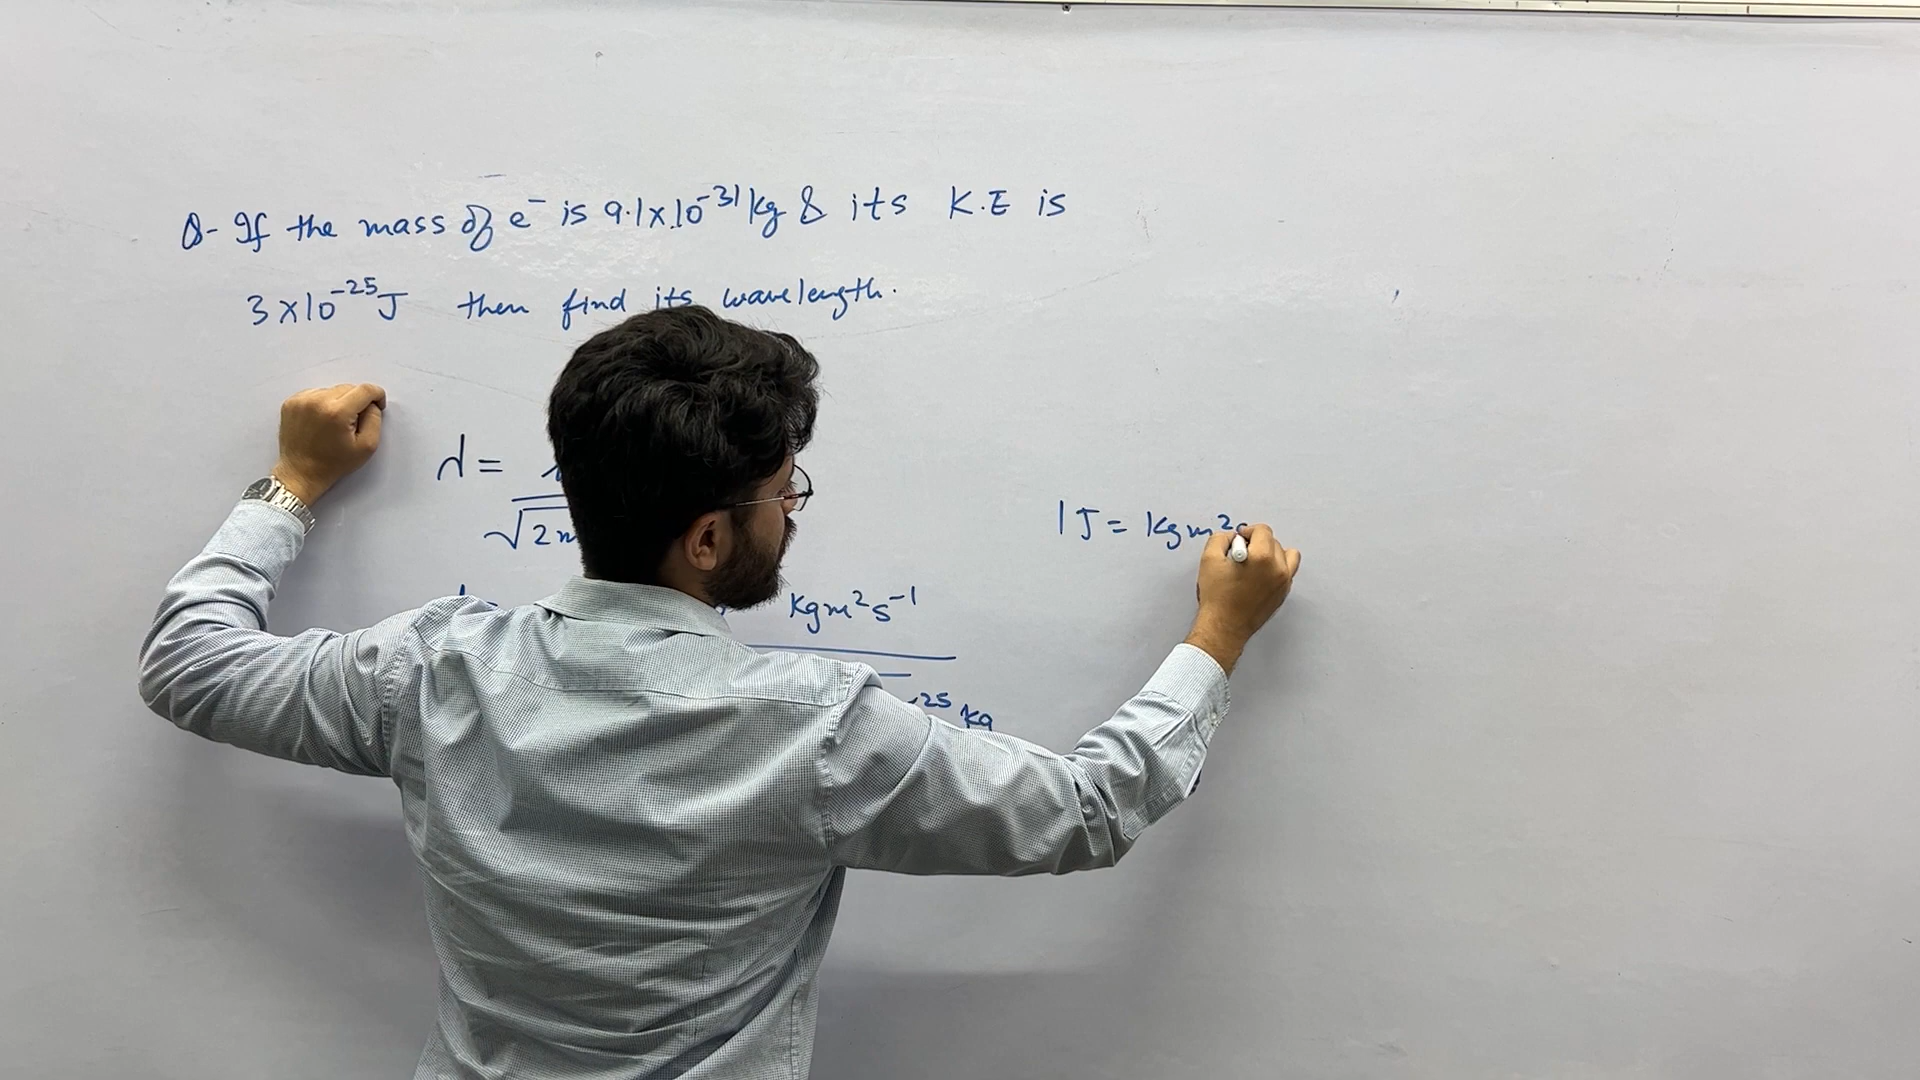 Q- If the mass of e⁻ is 9.1×10⁻³¹ kg & its K.E is
3×10⁻²⁵ J then find its wavelength.
λ =
√2m
1 J = kgm²
kgm²s⁻¹
⁻²⁵ kg